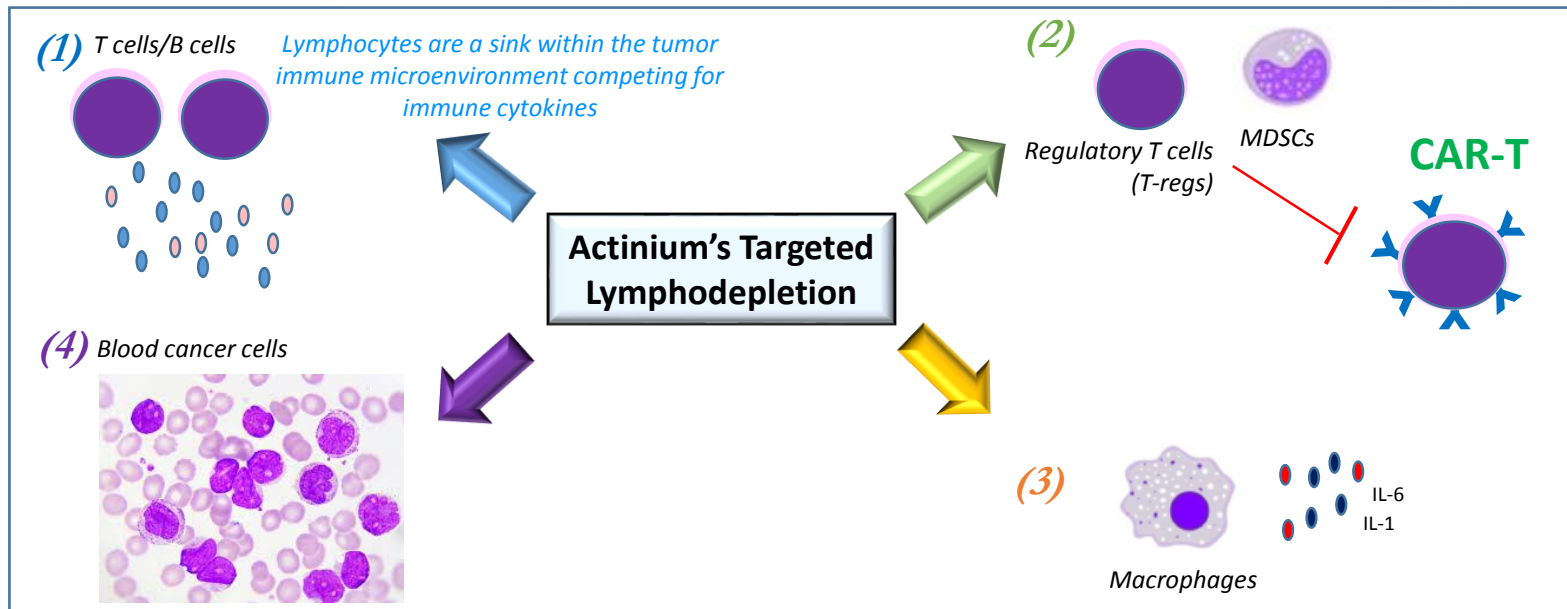 (1) T cells/B cells
Lymphocytes are a sink within the tumor
immune microenvironment competing for
immune cytokines
(2)
Regulatory T cells
(T-regs)
MDSCs
CAR-T
Actinium's Targeted
Lymphodepletion
(4) Blood cancer cells
(3)
IL-6
IL-1
Macrophages